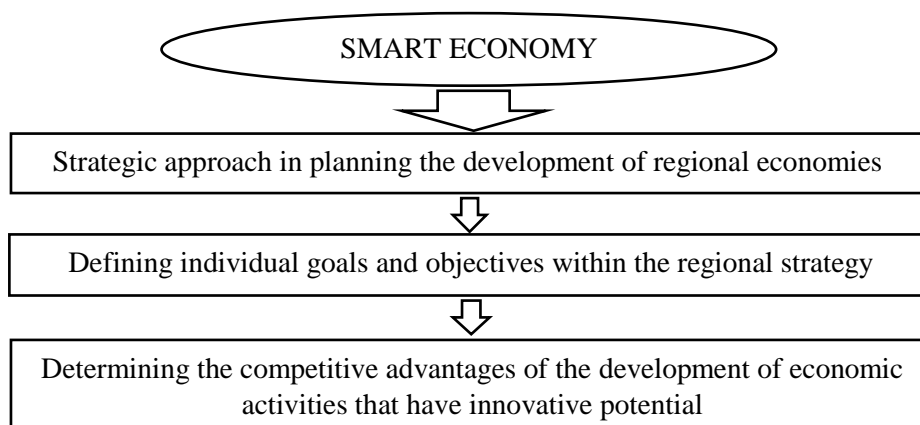 SMART ECONOMY
Strategic approach in planning the development of regional economies
Defining individual goals and objectives within the regional strategy
Determining the competitive advantages of the development of economic
activities that have innovative potential